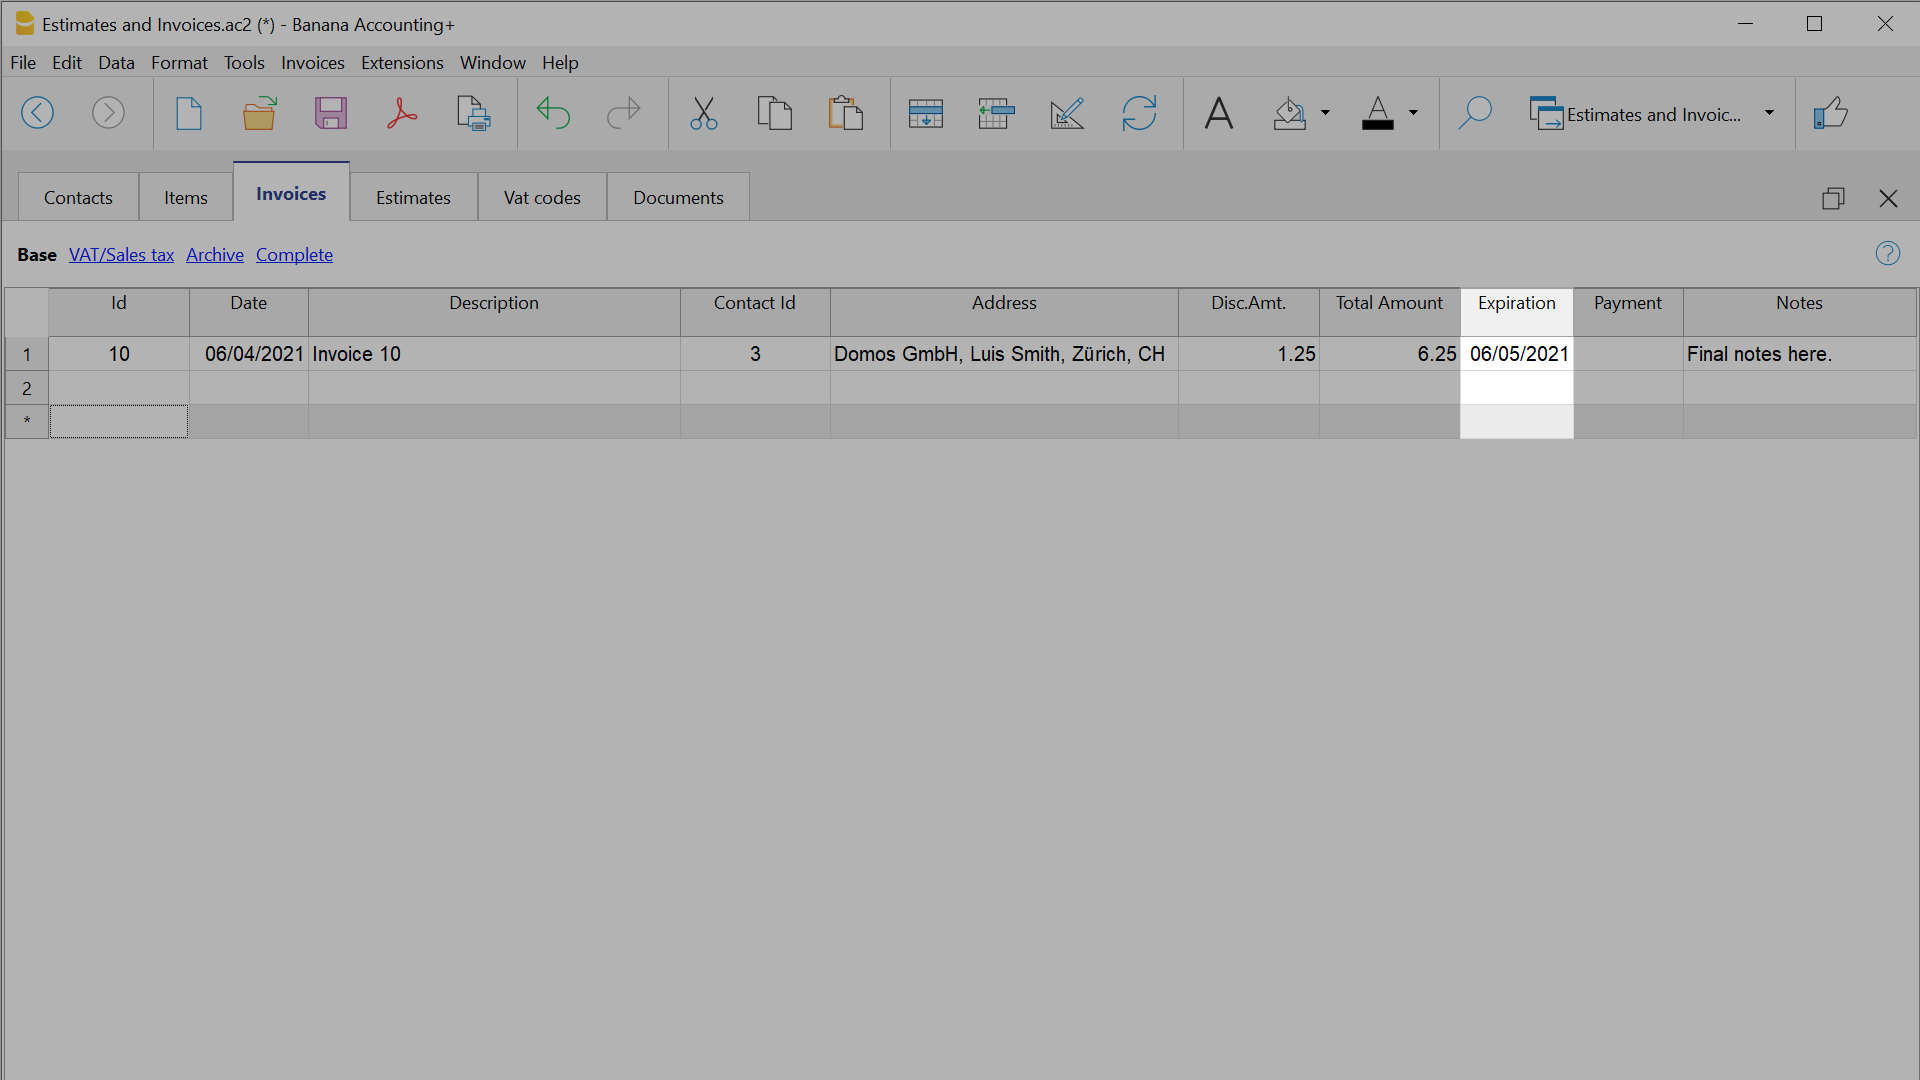 Estimates and Invoices.ac2 (*) - Banana Accounting+
File Edit Data Format Tools Invoices Extensions Window Help
A A Estimates and Invoic...
Contacts Items Invoices Estimates Vat codes Documents
Base VAT/Sales tax Archive Complete ?
Id Date Description Contact Id Address Disc.Amt. Total Amount Expiration Payment Notes
1 10 06/04/2021 Invoice 10 3 Domos GmbH, Luis Smith, Zürich, CH 1.25 6.25 06/05/2021 Final notes here.
2
*